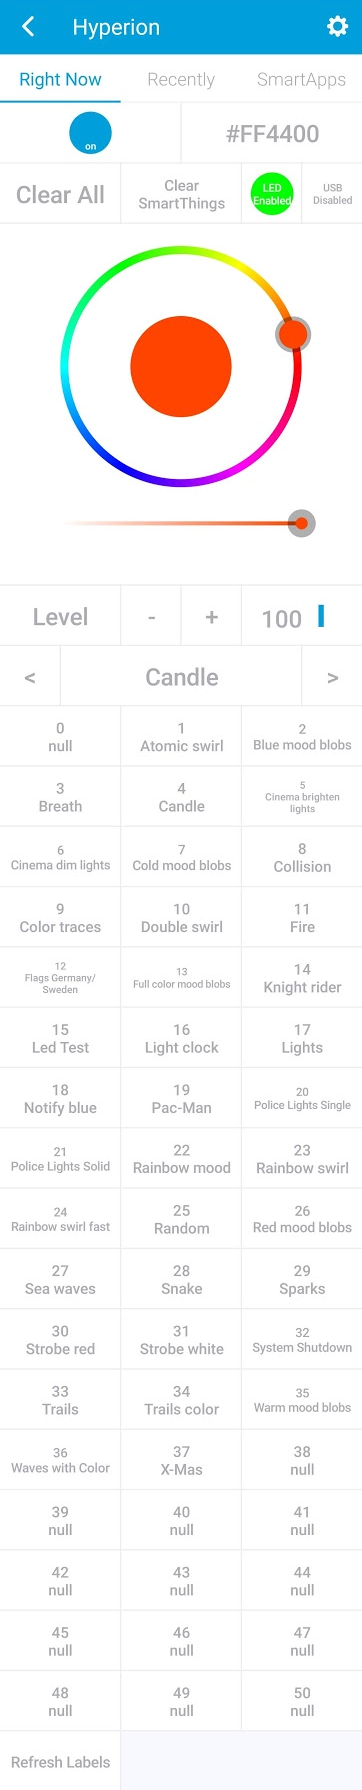 Hyperion
Right Now Recently SmartApps
on #FF4400
Clear All Clear SmartThings LED Enabled USB Disabled
Level - + 100
< Candle >
0
null
1
Atomic swirl
2
Blue mood blobs
3
Breath
4
Candle
5
Cinema brighten
lights
6
Cinema dim lights
7
Cold mood blobs
8
Collision
9
Color traces
10
Double swirl
11
Fire
12
Flags Germany/
Sweden
13
Full color mood blobs
14
Knight rider
15
Led Test
16
Light clock
17
Lights
18
Notify blue
19
Pac-Man
20
Police Lights Single
21
Police Lights Solid
22
Rainbow mood
23
Rainbow swirl
24
Rainbow swirl fast
25
Random
26
Red mood blobs
27
Sea waves
28
Snake
29
Sparks
30
Strobe red
31
Strobe white
32
System Shutdown
33
Trails
34
Trails color
35
Warm mood blobs
36
Waves with Color
37
X-Mas
38
null
39
null
40
null
41
null
42
null
43
null
44
null
45
null
46
null
47
null
48
null
49
null
50
null
Refresh Labels